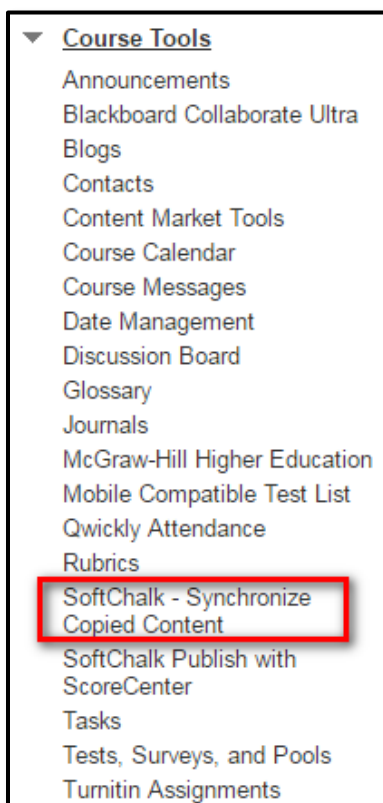 Course Tools
Announcements
Blackboard Collaborate Ultra
Blogs
Contacts
Content Market Tools
Course Calendar
Course Messages
Date Management
Discussion Board
Glossary
Journals
McGraw-Hill Higher Education
Mobile Compatible Test List
Qwickly Attendance
Rubrics
SoftChalk - Synchronize
Copied Content
SoftChalk Publish with
ScoreCenter
Tasks
Tests, Surveys, and Pools
Turnitin Assignments